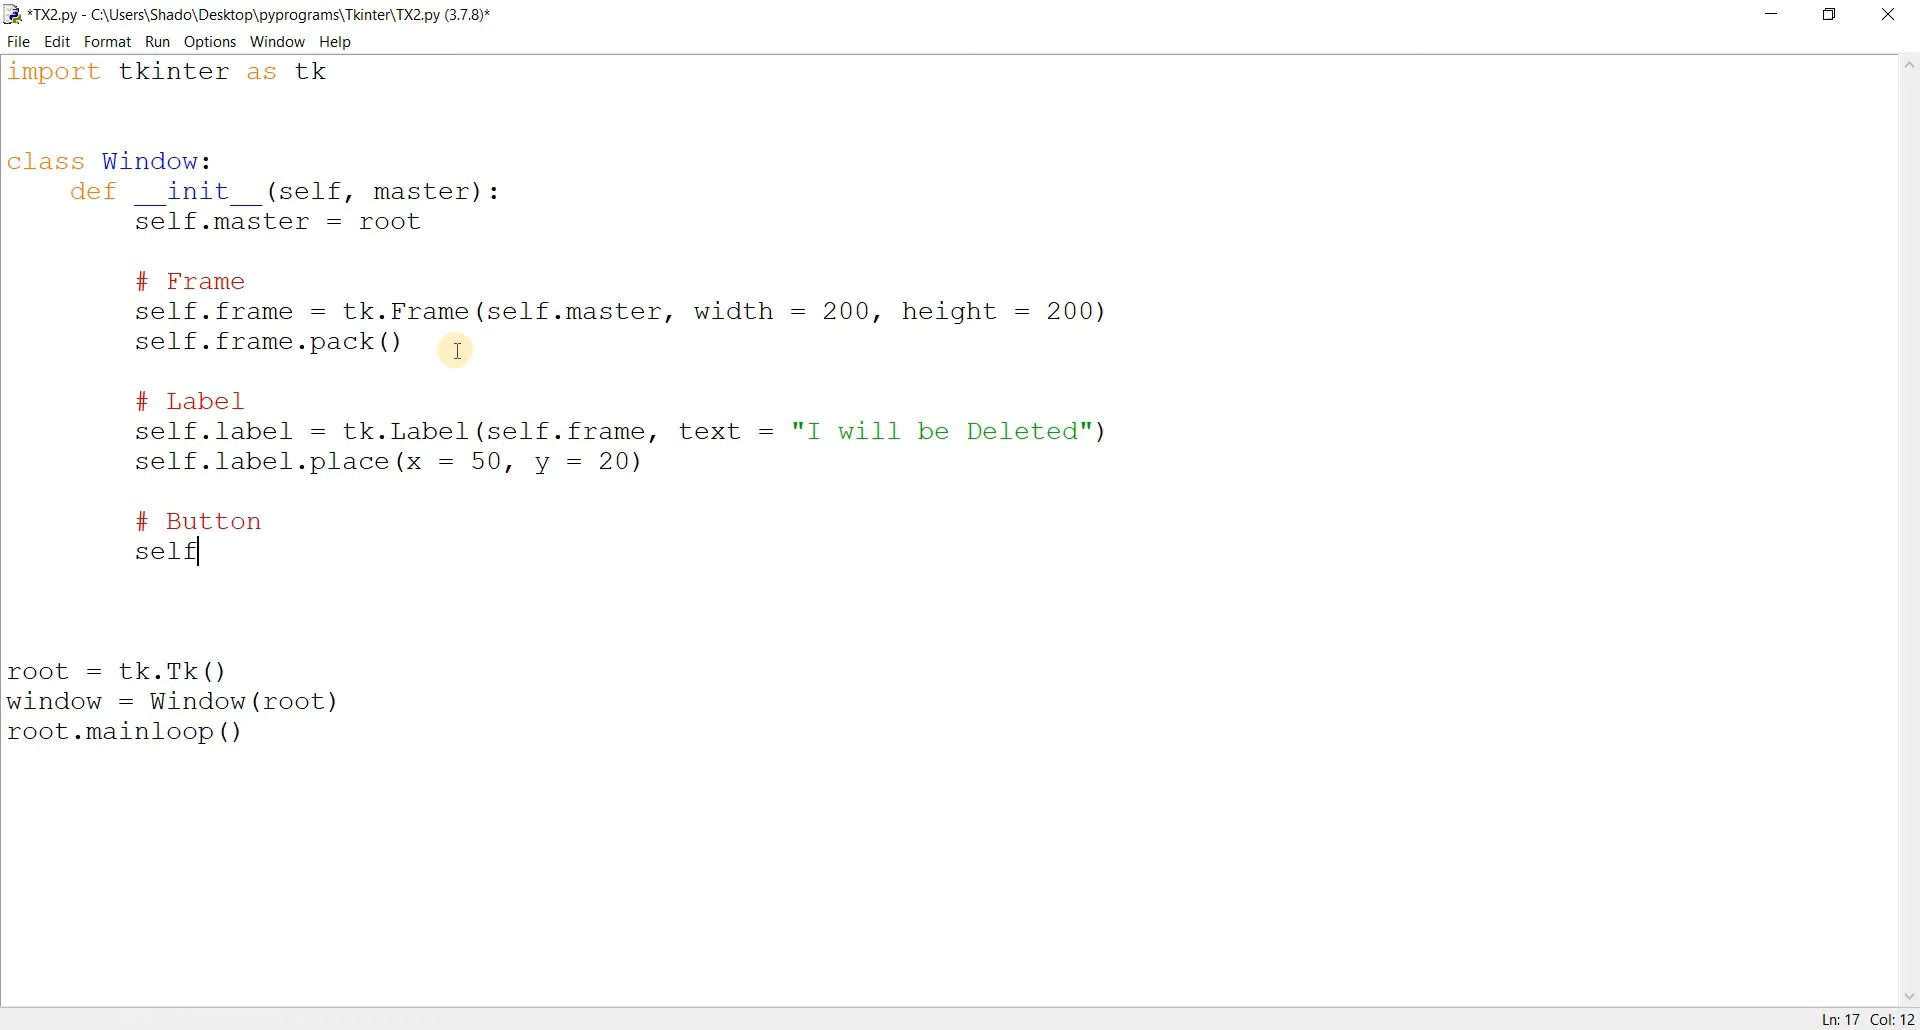 *TX2.py - C:\Users\Shado\Desktop\pyprograms\Tkinter\TX2.py (3.7.8)*
File Edit Format Run Options Window Help
import tkinter as tk
class Window:
    def __init__(self, master):
        self.master = root
        # Frame
        self.frame = tk.Frame(self.master, width = 200, height = 200)
        self.frame.pack()
        # Label
        self.label = tk.Label(self.frame, text = "I will be Deleted")
        self.label.place(x = 50, y = 20)
        # Button
        self
root = tk.Tk()
window = Window(root)
root.mainloop()
Ln: 17 Col: 12